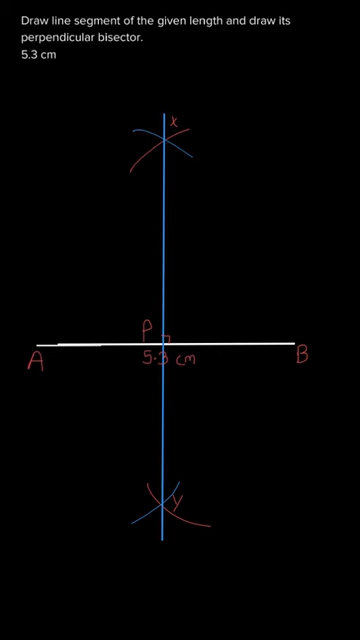 Draw line segment of the given length and draw its
perpendicular bisector.
5.3 cm
x
P
A
5.3 cm
B
y